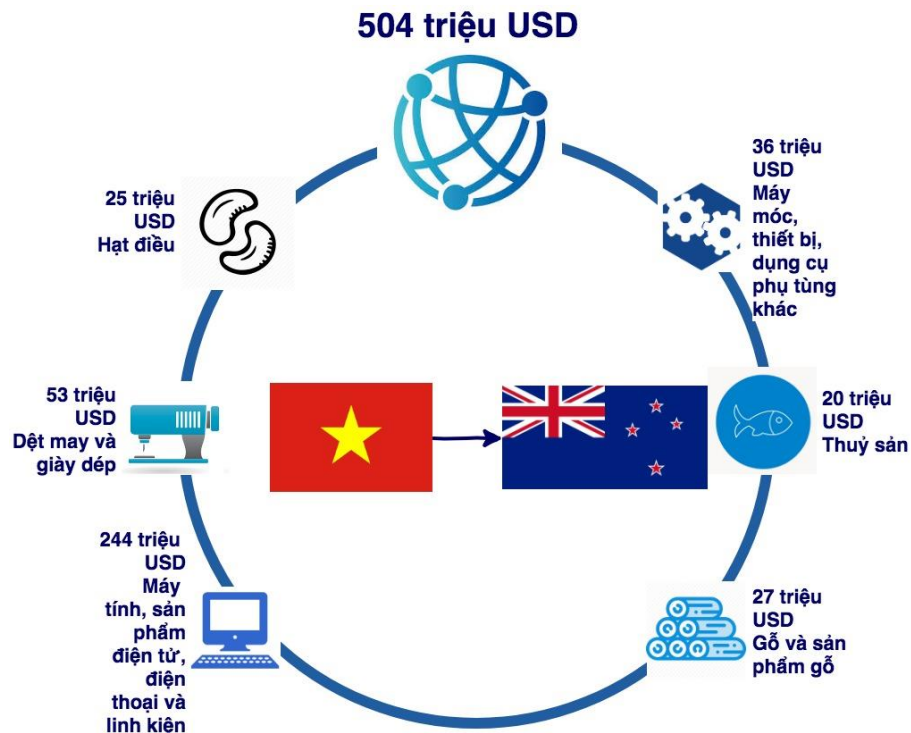 504 triệu USD
36 triệu
USD
Máy
móc,
thiết bị,
dụng cụ
phụ tùng
khác
25 triệu
USD
Hạt điều
53 triệu
USD
Dệt may và
giày dép
20 triệu
USD
Thuỷ sản
244 triệu
USD
Máy
tính, sản
phẩm
điện tử,
điện
thoại và
linh kiện
27 triệu
USD
Gỗ và sản
phẩm gỗ